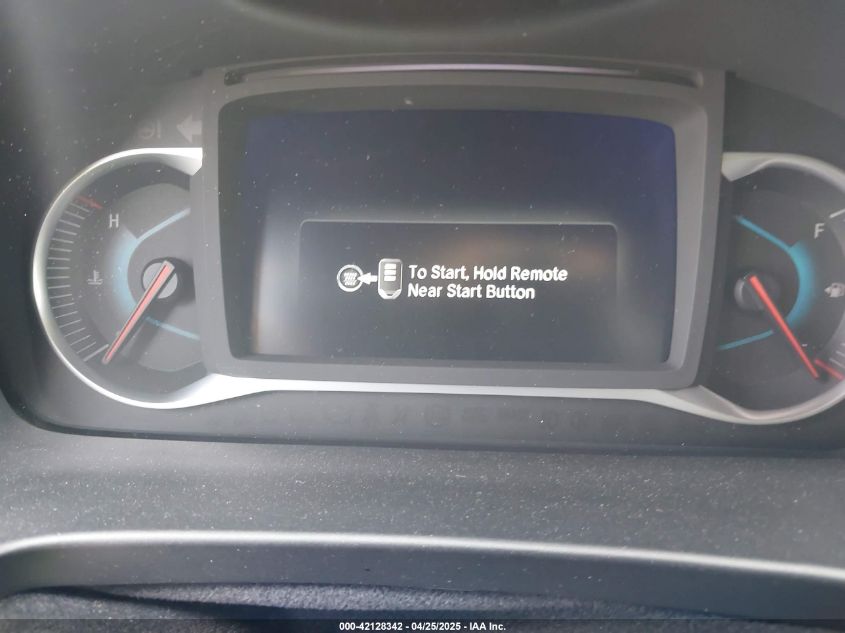 H
F
To Start, Hold Remote
Near Start Button
000-42128342 - 04/25/2025 - IAA Inc.